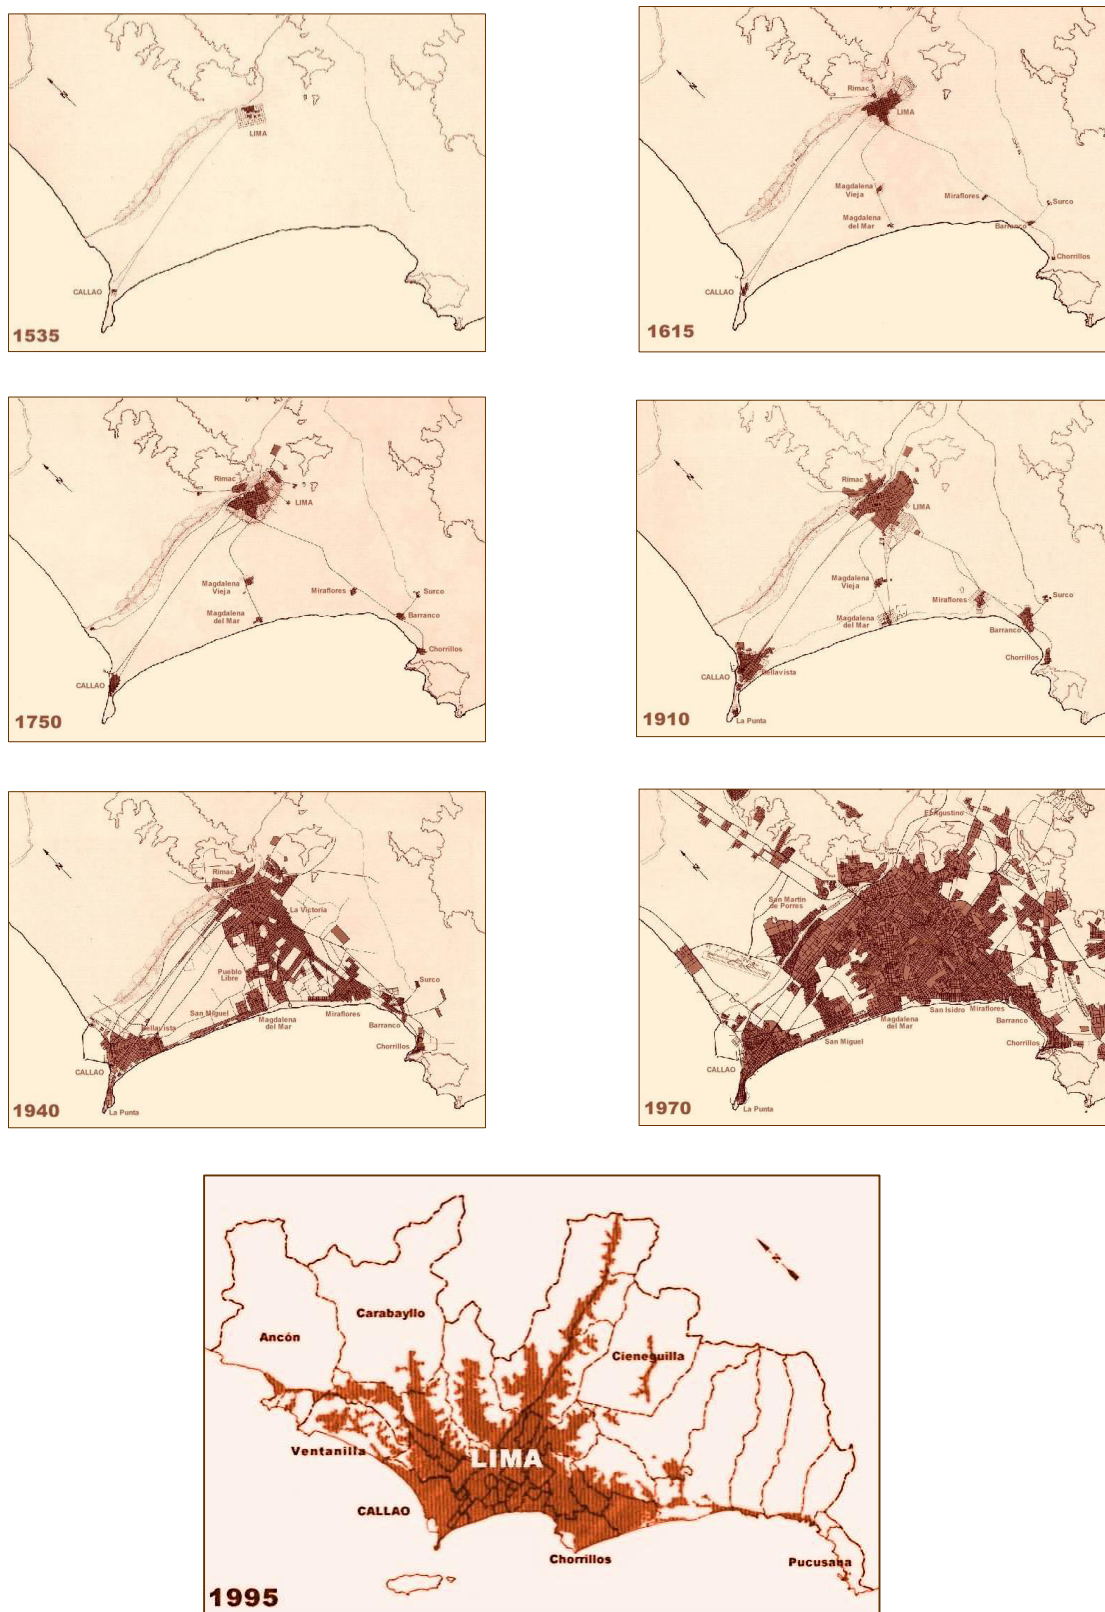 LIMA
CALLAO
1535
Rimac
LIMA
Magdalena
Vieja
Miraflores
Surco
Magdalena
del Mar
Barranco
Chorrillos
CALLAO
1615
Rimac
LIMA
Magdalena
Vieja
Miraflores
Surco
Magdalena
del Mar
Barranco
Chorrillos
CALLAO
1750
Rimac
LIMA
Magdalena
Vieja
Miraflores
Surco
Magdalena
del Mar
Barranco
Chorrillos
CALLAO
Bellavista
La Punta
1910
Rimac
La Victoria
Pueblo
Libre
Surco
San Miguel
Magdalena
del Mar
Miraflores
Bellavista
Barranco
Chorrillos
CALLAO
La Punta
1940
San Martin
de Porres
San Isidro
Miraflores
Magdalena
del Mar
Barranco
San Miguel
Chorrillos
CALLAO
La Punta
1970
N
Carabayllo
Ancón
Cieneguilla
Ventanilla
LIMA
CALLAO
Chorrillos
Pucusana
1995